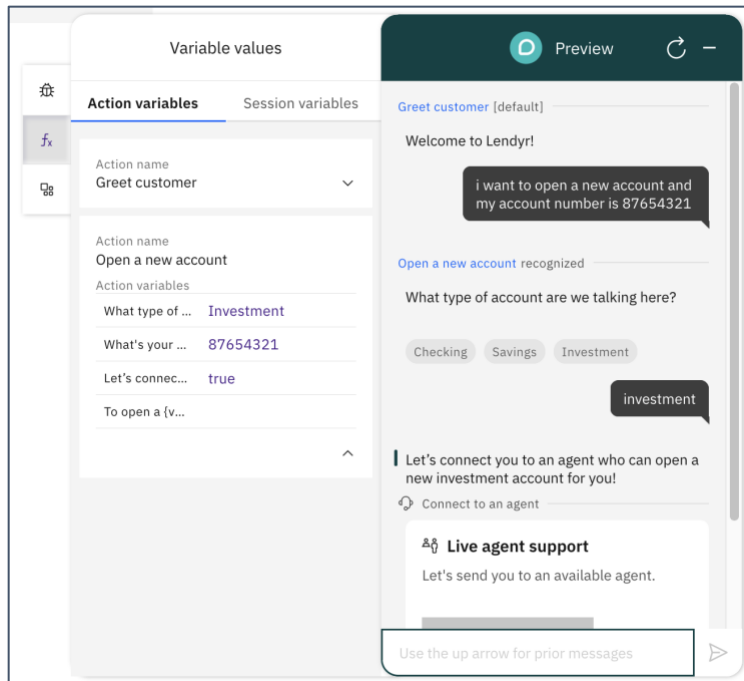 Variable values
Action variables
Session variables
Action name
Greet customer
Action name
Open a new account
Action variables
What type of ... Investment
What's your ... 87654321
Let's connec... true
To open a {v...
Preview
Greet customer [default]
Welcome to Lendyr!
i want to open a new account and
my account number is 87654321
Open a new account recognized
What type of account are we talking here?
Checking
Savings
Investment
investment
Let's connect you to an agent who can open a
new investment account for you!
Connect to an agent
Live agent support
Let's send you to an available agent.
Use the up arrow for prior messages